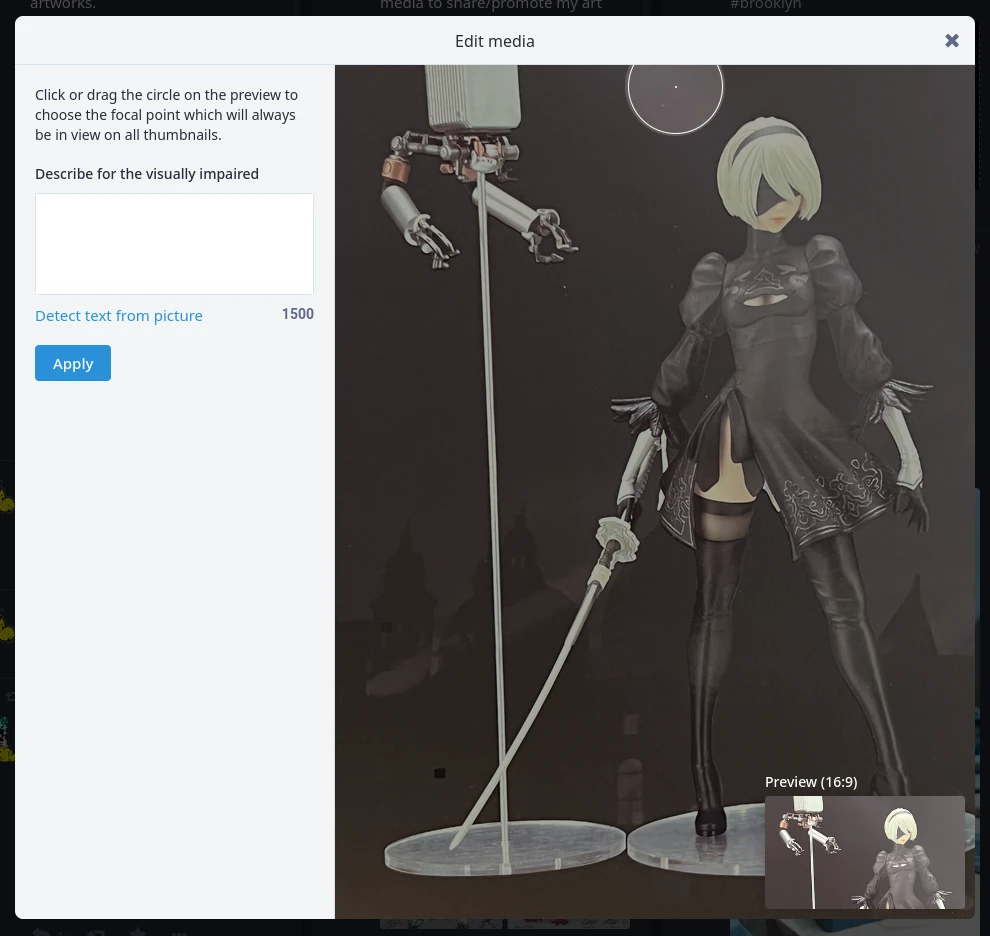 artworks.
media to share/promote my art
#brooklyn
Edit media
Click or drag the circle on the preview to
choose the focal point which will always
be in view on all thumbnails.
Describe for the visually impaired
Detect text from picture
1500
Apply
Preview (16:9)